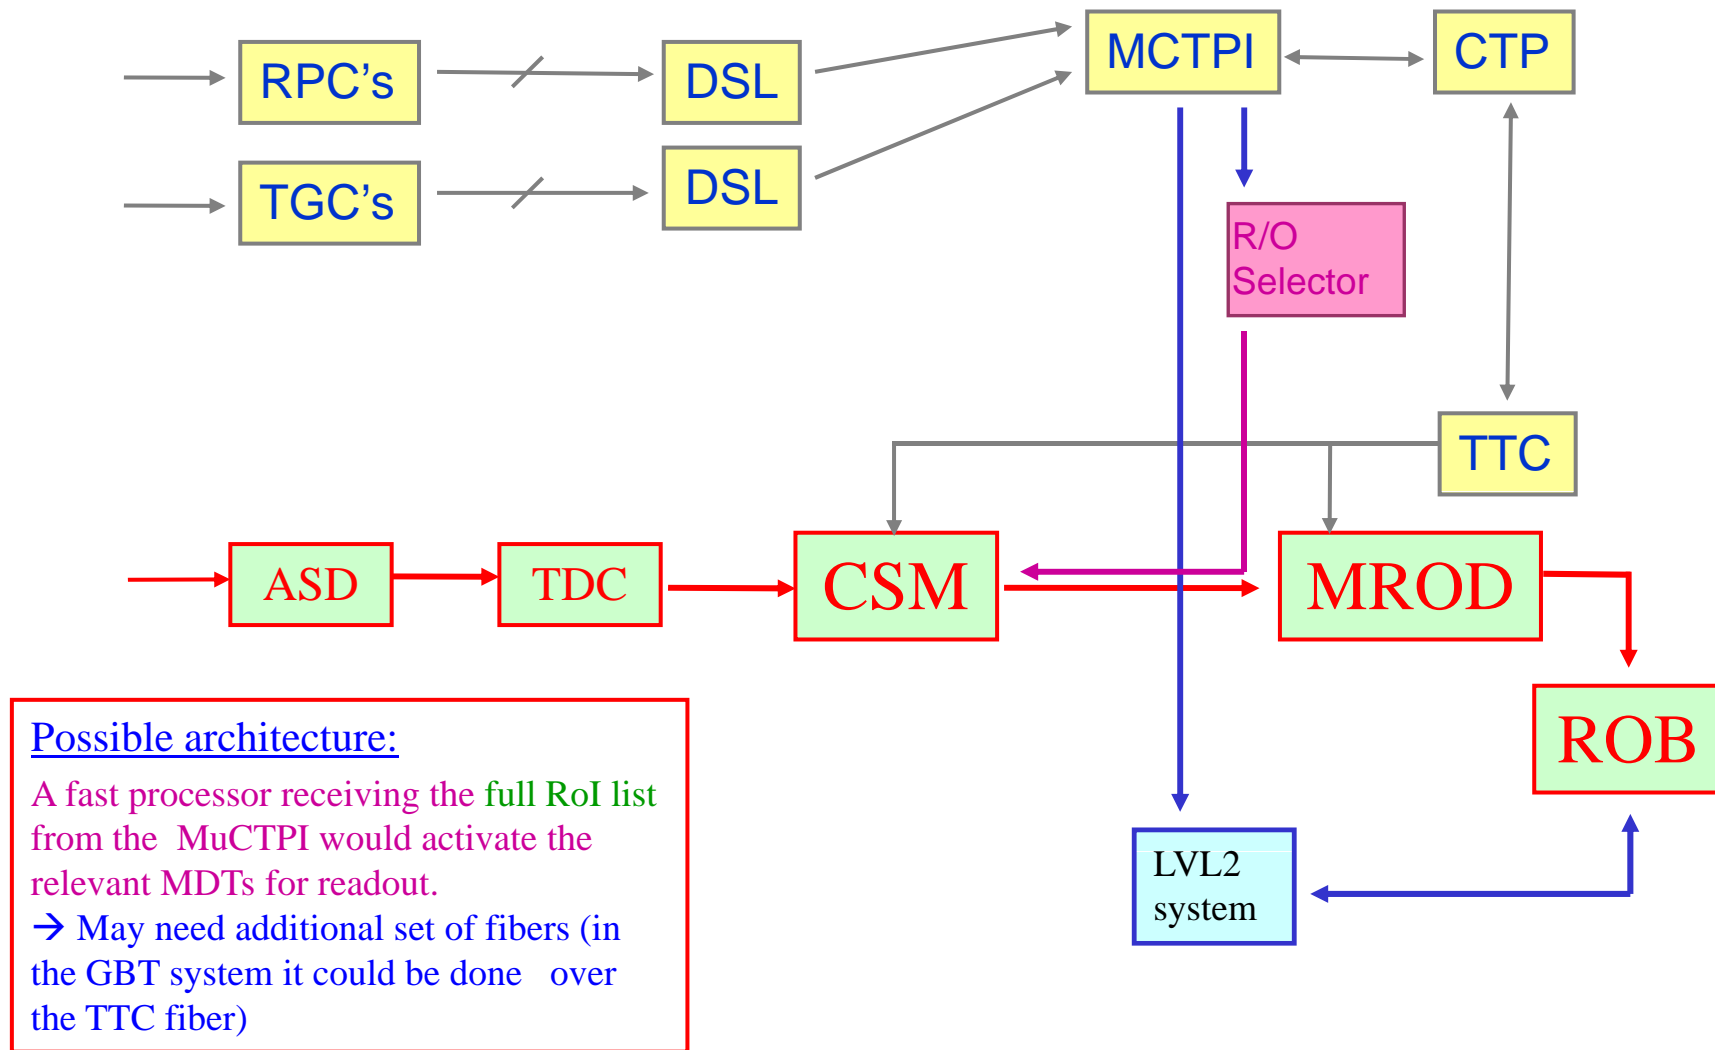 RPC's
DSL
MCTPI
CTP
TGC's
DSL
R/O
Selector
TTC
ASD
TDC
CSM
MROD
ROB
LVL2
system
Possible architecture:
A fast processor receiving the full RoI list
from the MuCTPI would activate the
relevant MDTs for readout.
→ May need additional set of fibers (in
the GBT system it could be done over
the TTC fiber)